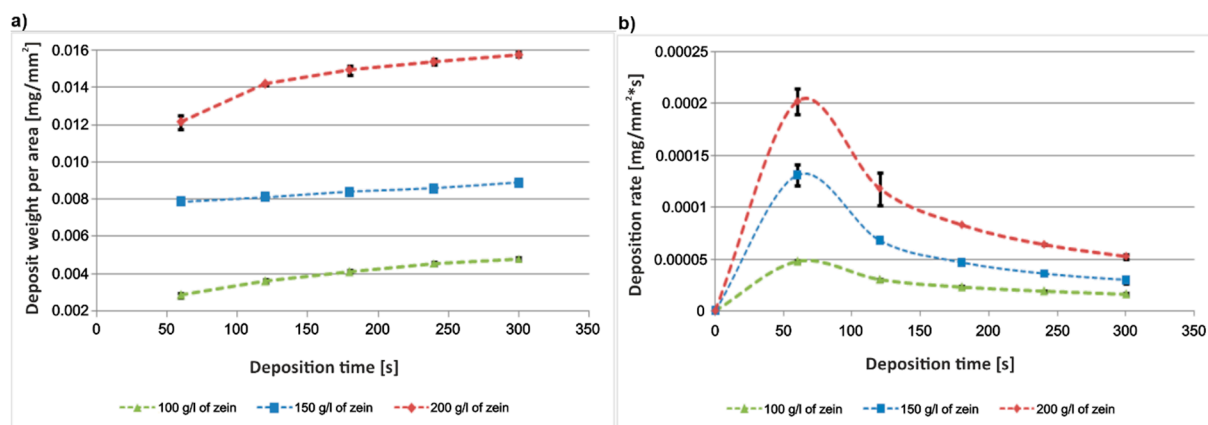 a)
Deposit weight per area [mg/mm²]
0.016
0.014
0.012
0.010
0.008
0.006
0.004
0.002
0 50 100 150 200 250 300 350
Deposition time [s]
100 g/l of zein 150 g/l of zein 200 g/l of zein
b)
Deposition rate [mg/mm²*s]
0.00025
0.0002
0.00015
0.0001
0.00005
0
0 50 100 150 200 250 300 350
Deposition time [s]
100 g/l of zein 150 g/l of zein 200 g/l of zein